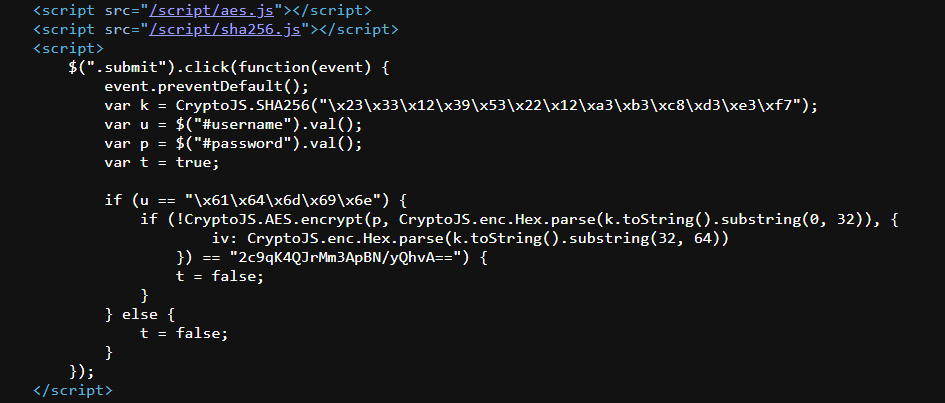 <script src="/script/aes.js"></script>
<script src="/script/sha256.js"></script>
<script>
    $(".submit").click(function(event) {
        event.preventDefault();
        var k = CryptoJS.SHA256("\x23\x33\x12\x39\x53\x22\x12\xa3\xb3\xc8\xd3\xe3\xf7");
        var u = $("#username").val();
        var p = $("#password").val();
        var t = true;

        if (u == "\x61\x64\x6d\x69\x6e") {
            if (!CryptoJS.AES.encrypt(p, CryptoJS.enc.Hex.parse(k.toString().substring(0, 32)), {
                    iv: CryptoJS.enc.Hex.parse(k.toString().substring(32, 64))
                }) == "2c9qK4QJrMm3ApBN/yQhvA==") {
                t = false;
            }
        } else {
            t = false;
        }
    });
</script>